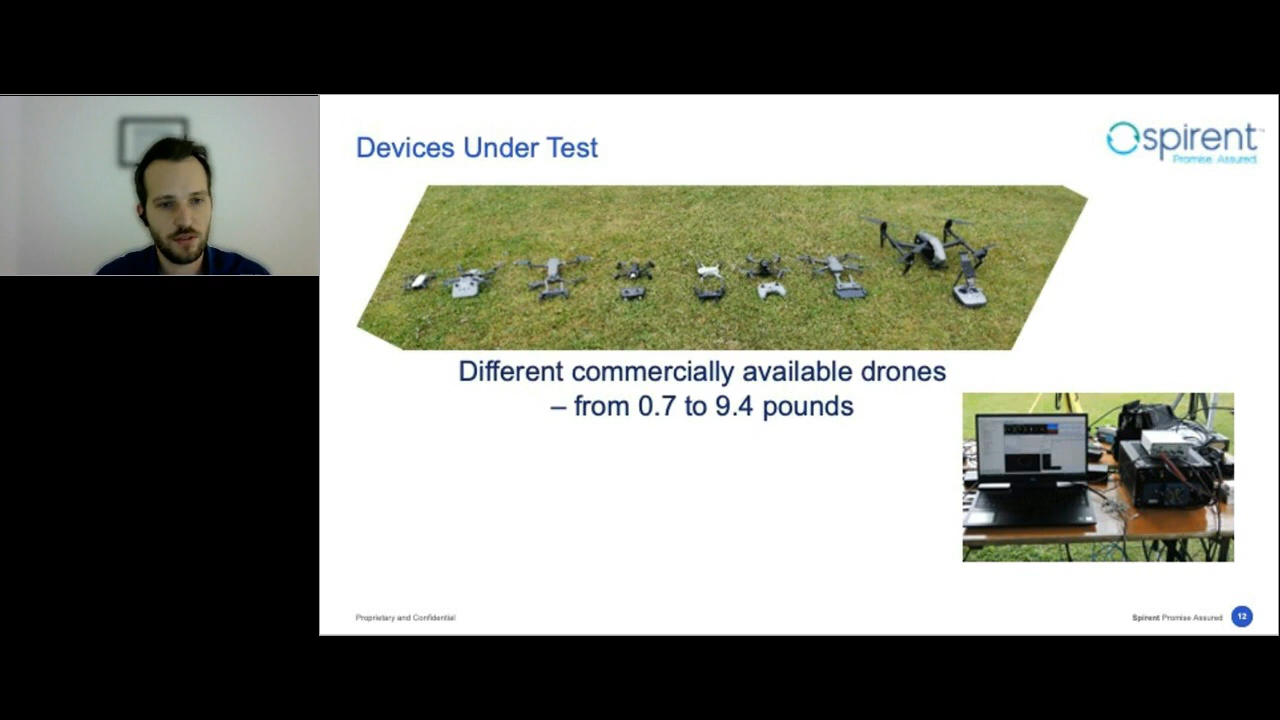 Devices Under Test
spirent™
Promise. Assured.
Different commercially available drones
– from 0.7 to 9.4 pounds
Proprietary and Confidential
Spirent Promise Assured
12